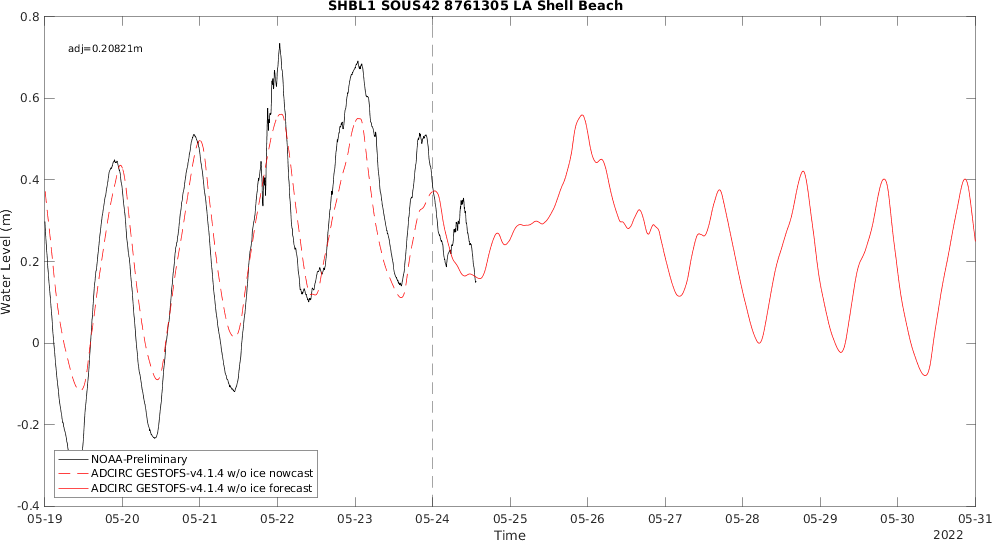 SHBL1 SOUS42 8761305 LA Shell Beach
adj=0.20821m
Water Level (m)
0.8
0.6
0.4
0.2
0
-0.2
-0.4
NOAA-Preliminary
ADCIRC GESTOFS-v4.1.4 w/o ice nowcast
ADCIRC GESTOFS-v4.1.4 w/o ice forecast
05-19 05-20 05-21 05-22 05-23 05-24 05-25 05-26 05-27 05-28 05-29 05-30 05-31
Time
2022